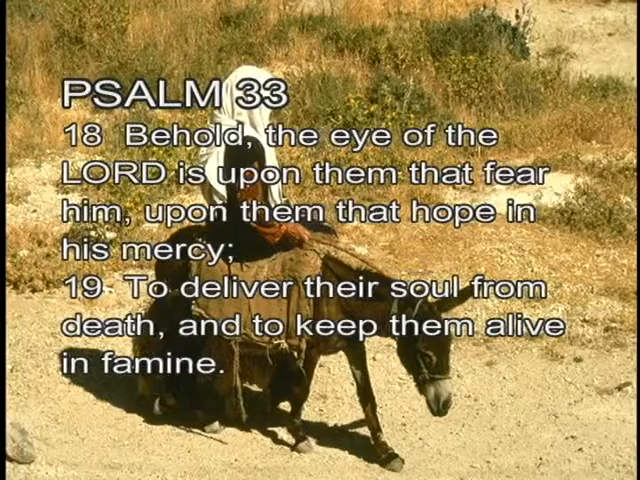 PSALM 33
18 Behold, the eye of the
LORD is upon them that fear
him, upon them that hope in
his mercy;
19 To deliver their soul from
death, and to keep them alive
in famine.